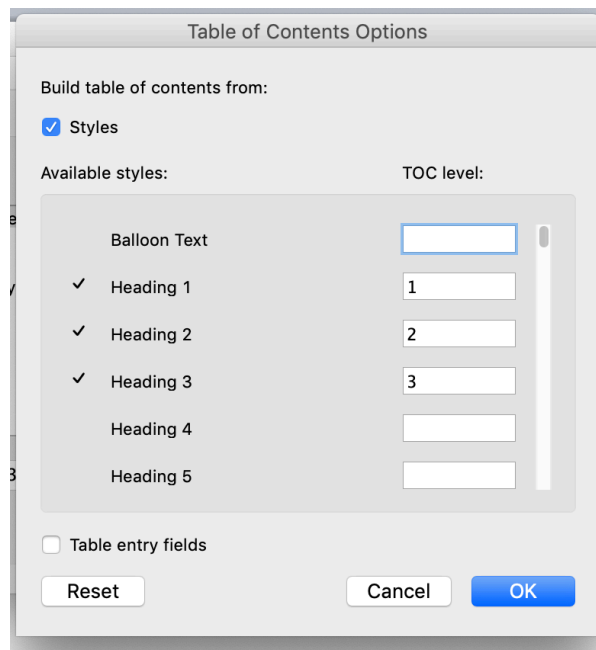 Table of Contents Options
Build table of contents from:
Styles
Available styles: TOC level:
Balloon Text
Heading 1 1
Heading 2 2
Heading 3 3
Heading 4
Heading 5
Table entry fields
Reset Cancel OK